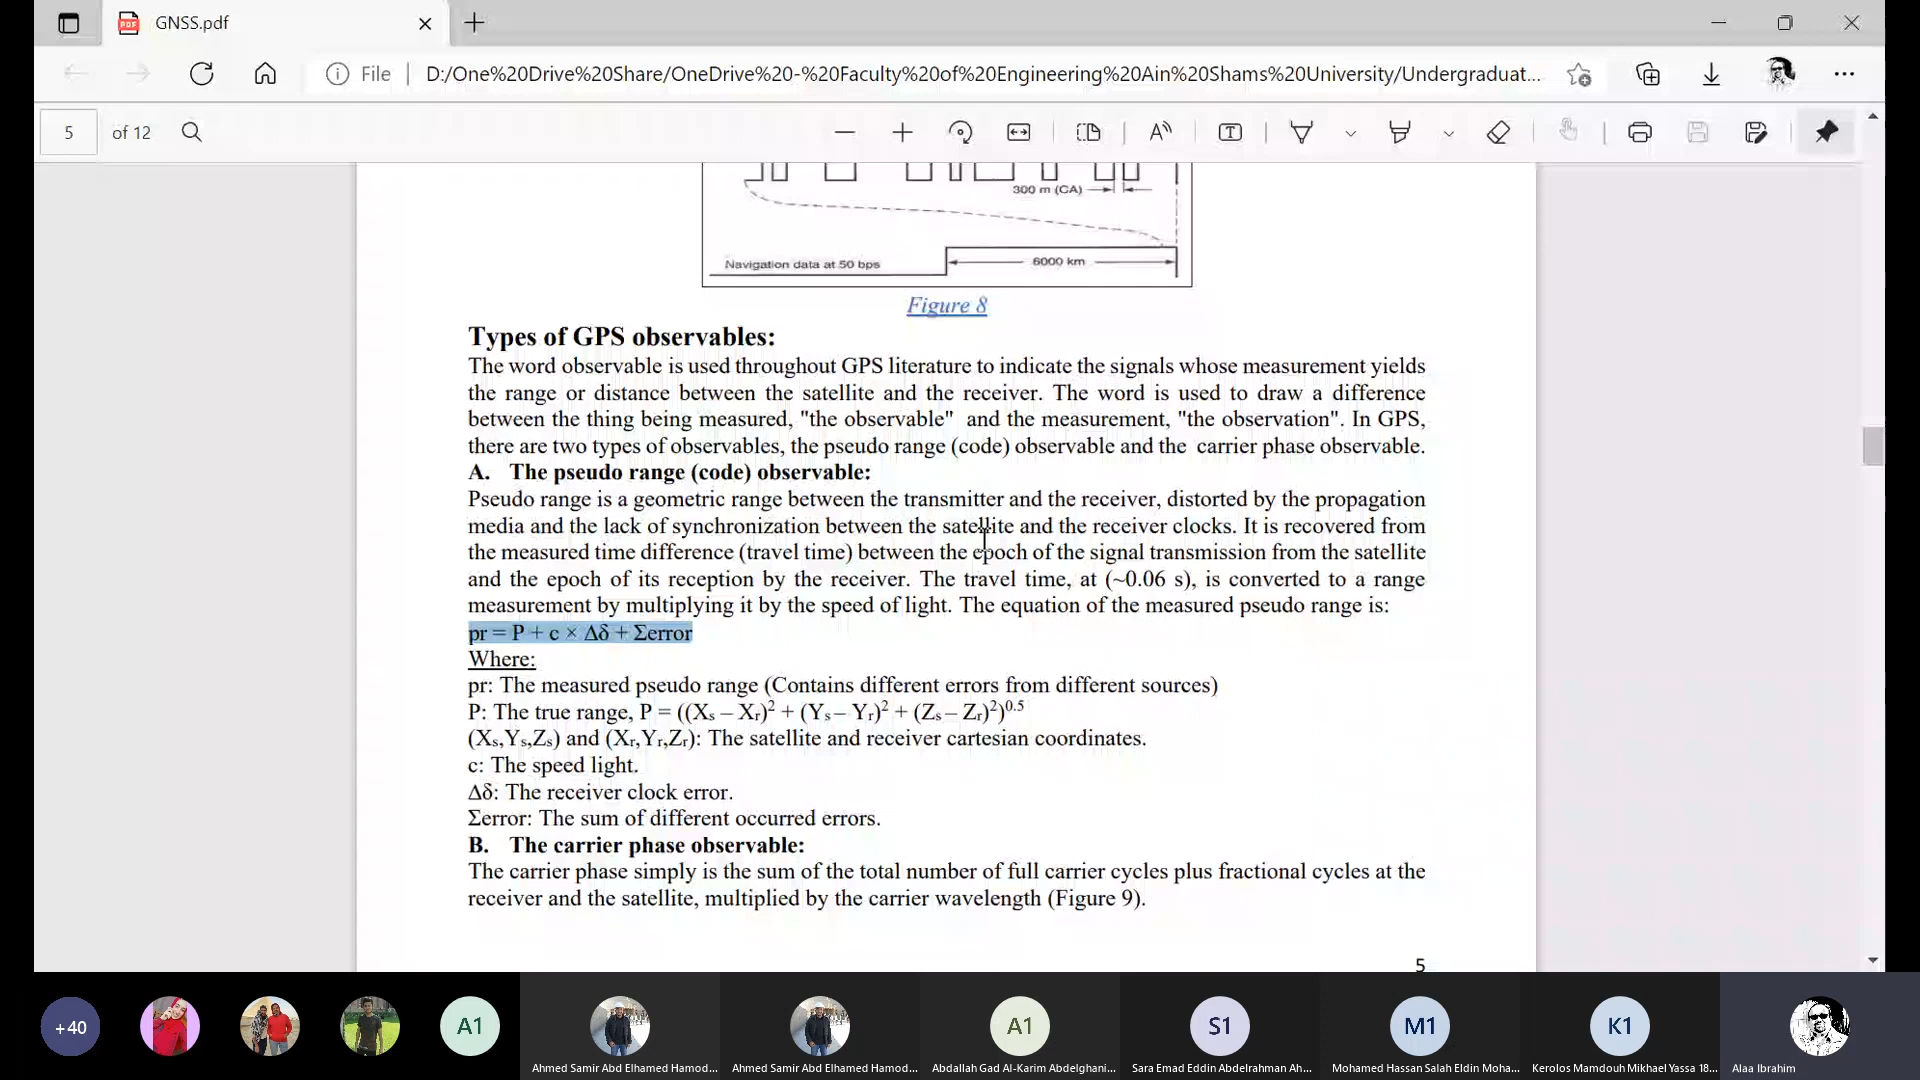 GNSS.pdf
File
D:/One%20Drive%20Share/OneDrive%20-%20Faculty%20of%20Engineering%20Ain%20Shams%20University/Undergraduat...
5 of 12
300 m (CA)
Navigation data at 50 bps
6000 km
Figure 8
Types of GPS observables:
The word observable is used throughout GPS literature to indicate the signals whose measurement yields
the range or distance between the satellite and the receiver. The word is used to draw a difference
between the thing being measured, "the observable" and the measurement, "the observation". In GPS,
there are two types of observables, the pseudo range (code) observable and the carrier phase observable.
A. The pseudo range (code) observable:
Pseudo range is a geometric range between the transmitter and the receiver, distorted by the propagation
media and the lack of synchronization between the satellite and the receiver clocks. It is recovered from
the measured time difference (travel time) between the epoch of the signal transmission from the satellite
and the epoch of its reception by the receiver. The travel time, at (~0.06 s), is converted to a range
measurement by multiplying it by the speed of light. The equation of the measured pseudo range is:
pr = P + c × Δδ + Σerror
Where:
pr: The measured pseudo range (Contains different errors from different sources)
P: The true range, P = ((Xs – Xr)² + (Ys – Yr)² + (Zs – Zr)²)⁰·⁵
(Xs,Ys,Zs) and (Xr,Yr,Zr): The satellite and receiver cartesian coordinates.
c: The speed light.
Δδ: The receiver clock error.
Σerror: The sum of different occurred errors.
B. The carrier phase observable:
The carrier phase simply is the sum of the total number of full carrier cycles plus fractional cycles at the
receiver and the satellite, multiplied by the carrier wavelength (Figure 9).
5
+40
A1
A1
S1
M1
K1
Ahmed Samir Abd Elhamed Hamod...
Ahmed Samir Abd Elhamed Hamod...
Abdallah Gad Al-Karim Abdelghani...
Sara Emad Eddin Abdelrahman Ah...
Mohamed Hassan Salah Eldin Moha...
Kerolos Mamdouh Mikhael Yassa 18...
Alaa Ibrahim